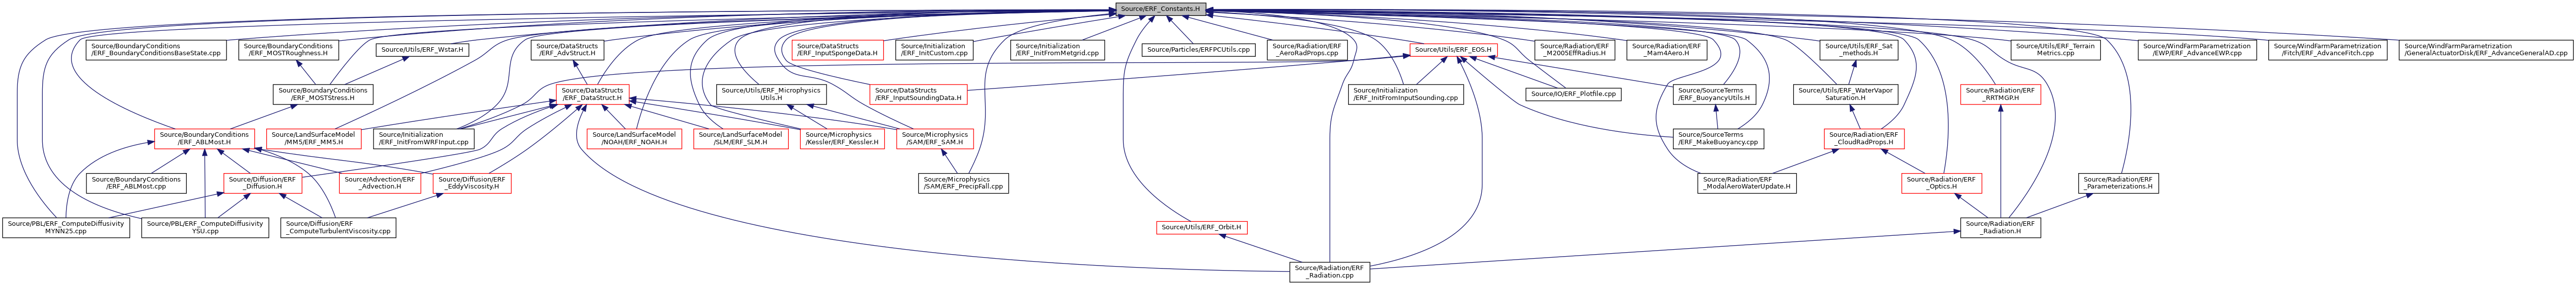 Source/ERF_Constants.H
Source/BoundaryConditions
/ERF_BoundaryConditionsBaseState.cpp
Source/BoundaryConditions
/ERF_MOSTRoughness.H
Source/Utils/ERF_Wstar.H
Source/DataStructs
/ERF_AdvStruct.H
Source/DataStructs
/ERF_InputSpongeData.H
Source/Initialization
/ERF_InitCustom.cpp
Source/Initialization
/ERF_InitFromMetgrid.cpp
Source/Particles/ERFPCUtils.cpp
Source/Radiation/ERF
_AeroRadProps.cpp
Source/Utils/ERF_EOS.H
Source/Radiation/ERF
_M2005EffRadius.H
Source/Radiation/ERF
_Mam4Aero.H
Source/Utils/ERF_Sat
_methods.H
Source/Utils/ERF_Terrain
Metrics.cpp
Source/WindFarmParametrization
/EWP/ERF_AdvanceEWP.cpp
Source/WindFarmParametrization
/Fitch/ERF_AdvanceFitch.cpp
Source/WindFarmParametrization
/GeneralActuatorDisk/ERF_AdvanceGeneralAD.cpp
Source/BoundaryConditions
/ERF_MOSTStress.H
Source/DataStructs
/ERF_DataStruct.H
Source/Utils/ERF_Microphysics
Utils.H
Source/DataStructs
/ERF_InputSoundingData.H
Source/Initialization
/ERF_InitFromInputSounding.cpp
Source/IO/ERF_Plotfile.cpp
Source/SourceTerms
/ERF_BuoyancyUtils.H
Source/Utils/ERF_WaterVapor
Saturation.H
Source/Radiation/ERF
_RRTMGP.H
Source/BoundaryConditions
/ERF_ABLMost.H
Source/LandSurfaceModel
/MM5/ERF_MM5.H
Source/Initialization
/ERF_InitFromWRFInput.cpp
Source/LandSurfaceModel
/NOAH/ERF_NOAH.H
Source/LandSurfaceModel
/SLM/ERF_SLM.H
Source/Microphysics
/Kessler/ERF_Kessler.H
Source/Microphysics
/SAM/ERF_SAM.H
Source/SourceTerms
/ERF_MakeBuoyancy.cpp
Source/Radiation/ERF
_CloudRadProps.H
Source/BoundaryConditions
/ERF_ABLMost.cpp
Source/Diffusion/ERF
_Diffusion.H
Source/Advection/ERF
_Advection.H
Source/Diffusion/ERF
_EddyViscosity.H
Source/Microphysics
/SAM/ERF_PrecipFall.cpp
Source/Radiation/ERF
_ModalAeroWaterUpdate.H
Source/Radiation/ERF
_Optics.H
Source/Radiation/ERF
_Parameterizations.H
Source/PBL/ERF_ComputeDiffusivity
MYNN25.cpp
Source/PBL/ERF_ComputeDiffusivity
YSU.cpp
Source/Diffusion/ERF
_ComputeTurbulentViscosity.cpp
Source/Utils/ERF_Orbit.H
Source/Radiation/ERF
_Radiation.H
Source/Radiation/ERF
_Radiation.cpp